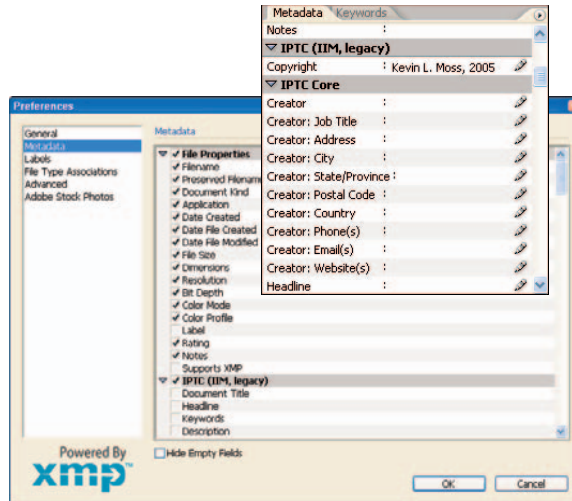 Metadata Keywords
Notes :
IPTC (IIM, legacy)
Copyright : Kevin L. Moss, 2005
IPTC Core
Creator :
Creator: Job Title :
Creator: Address :
Creator: City :
Creator: State/Province :
Creator: Postal Code :
Creator: Country :
Creator: Phone(s) :
Creator: Email(s) :
Creator: Website(s) :
Headline :
Preferences
General
Metadata
Labels
File Type Associations
Advanced
Adobe Stock Photos
Metadata
File Properties
Filename
Preserved Filename
Document Kind
Application
Date Created
Date File Created
Date File Modified
File Size
Dimensions
Resolution
Bit Depth
Color Mode
Color Profile
Label
Rating
Notes
Supports XMP
IPTC (IIM, legacy)
Document Title
Headline
Keywords
Description
Hide Empty Fields
Powered By
xmp
OK
Cancel